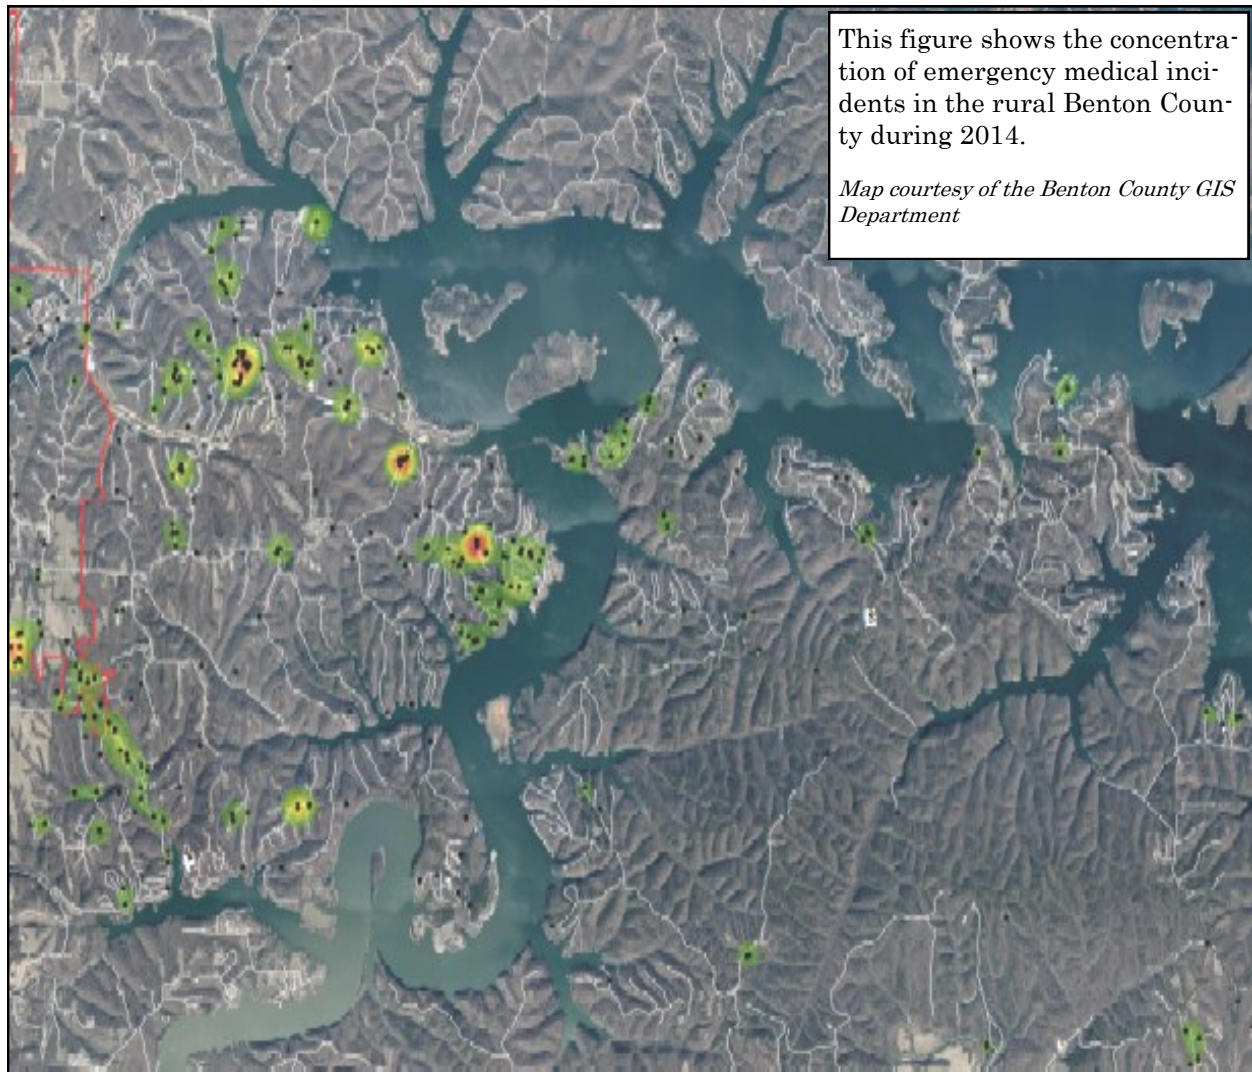 This figure shows the concentra-
tion of emergency medical inci-
dents in the rural Benton Coun-
ty during 2014.
Map courtesy of the Benton County GIS
Department